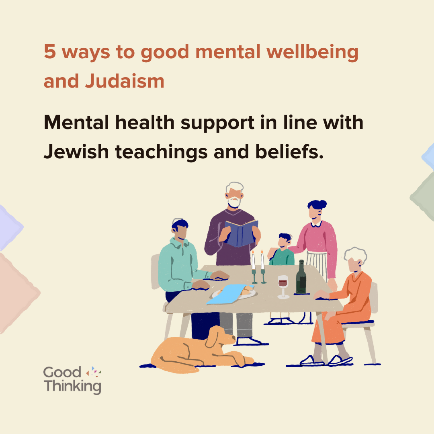 5 ways to good mental wellbeing
and Judaism
Mental health support in line with
Jewish teachings and beliefs.
Good
Thinking